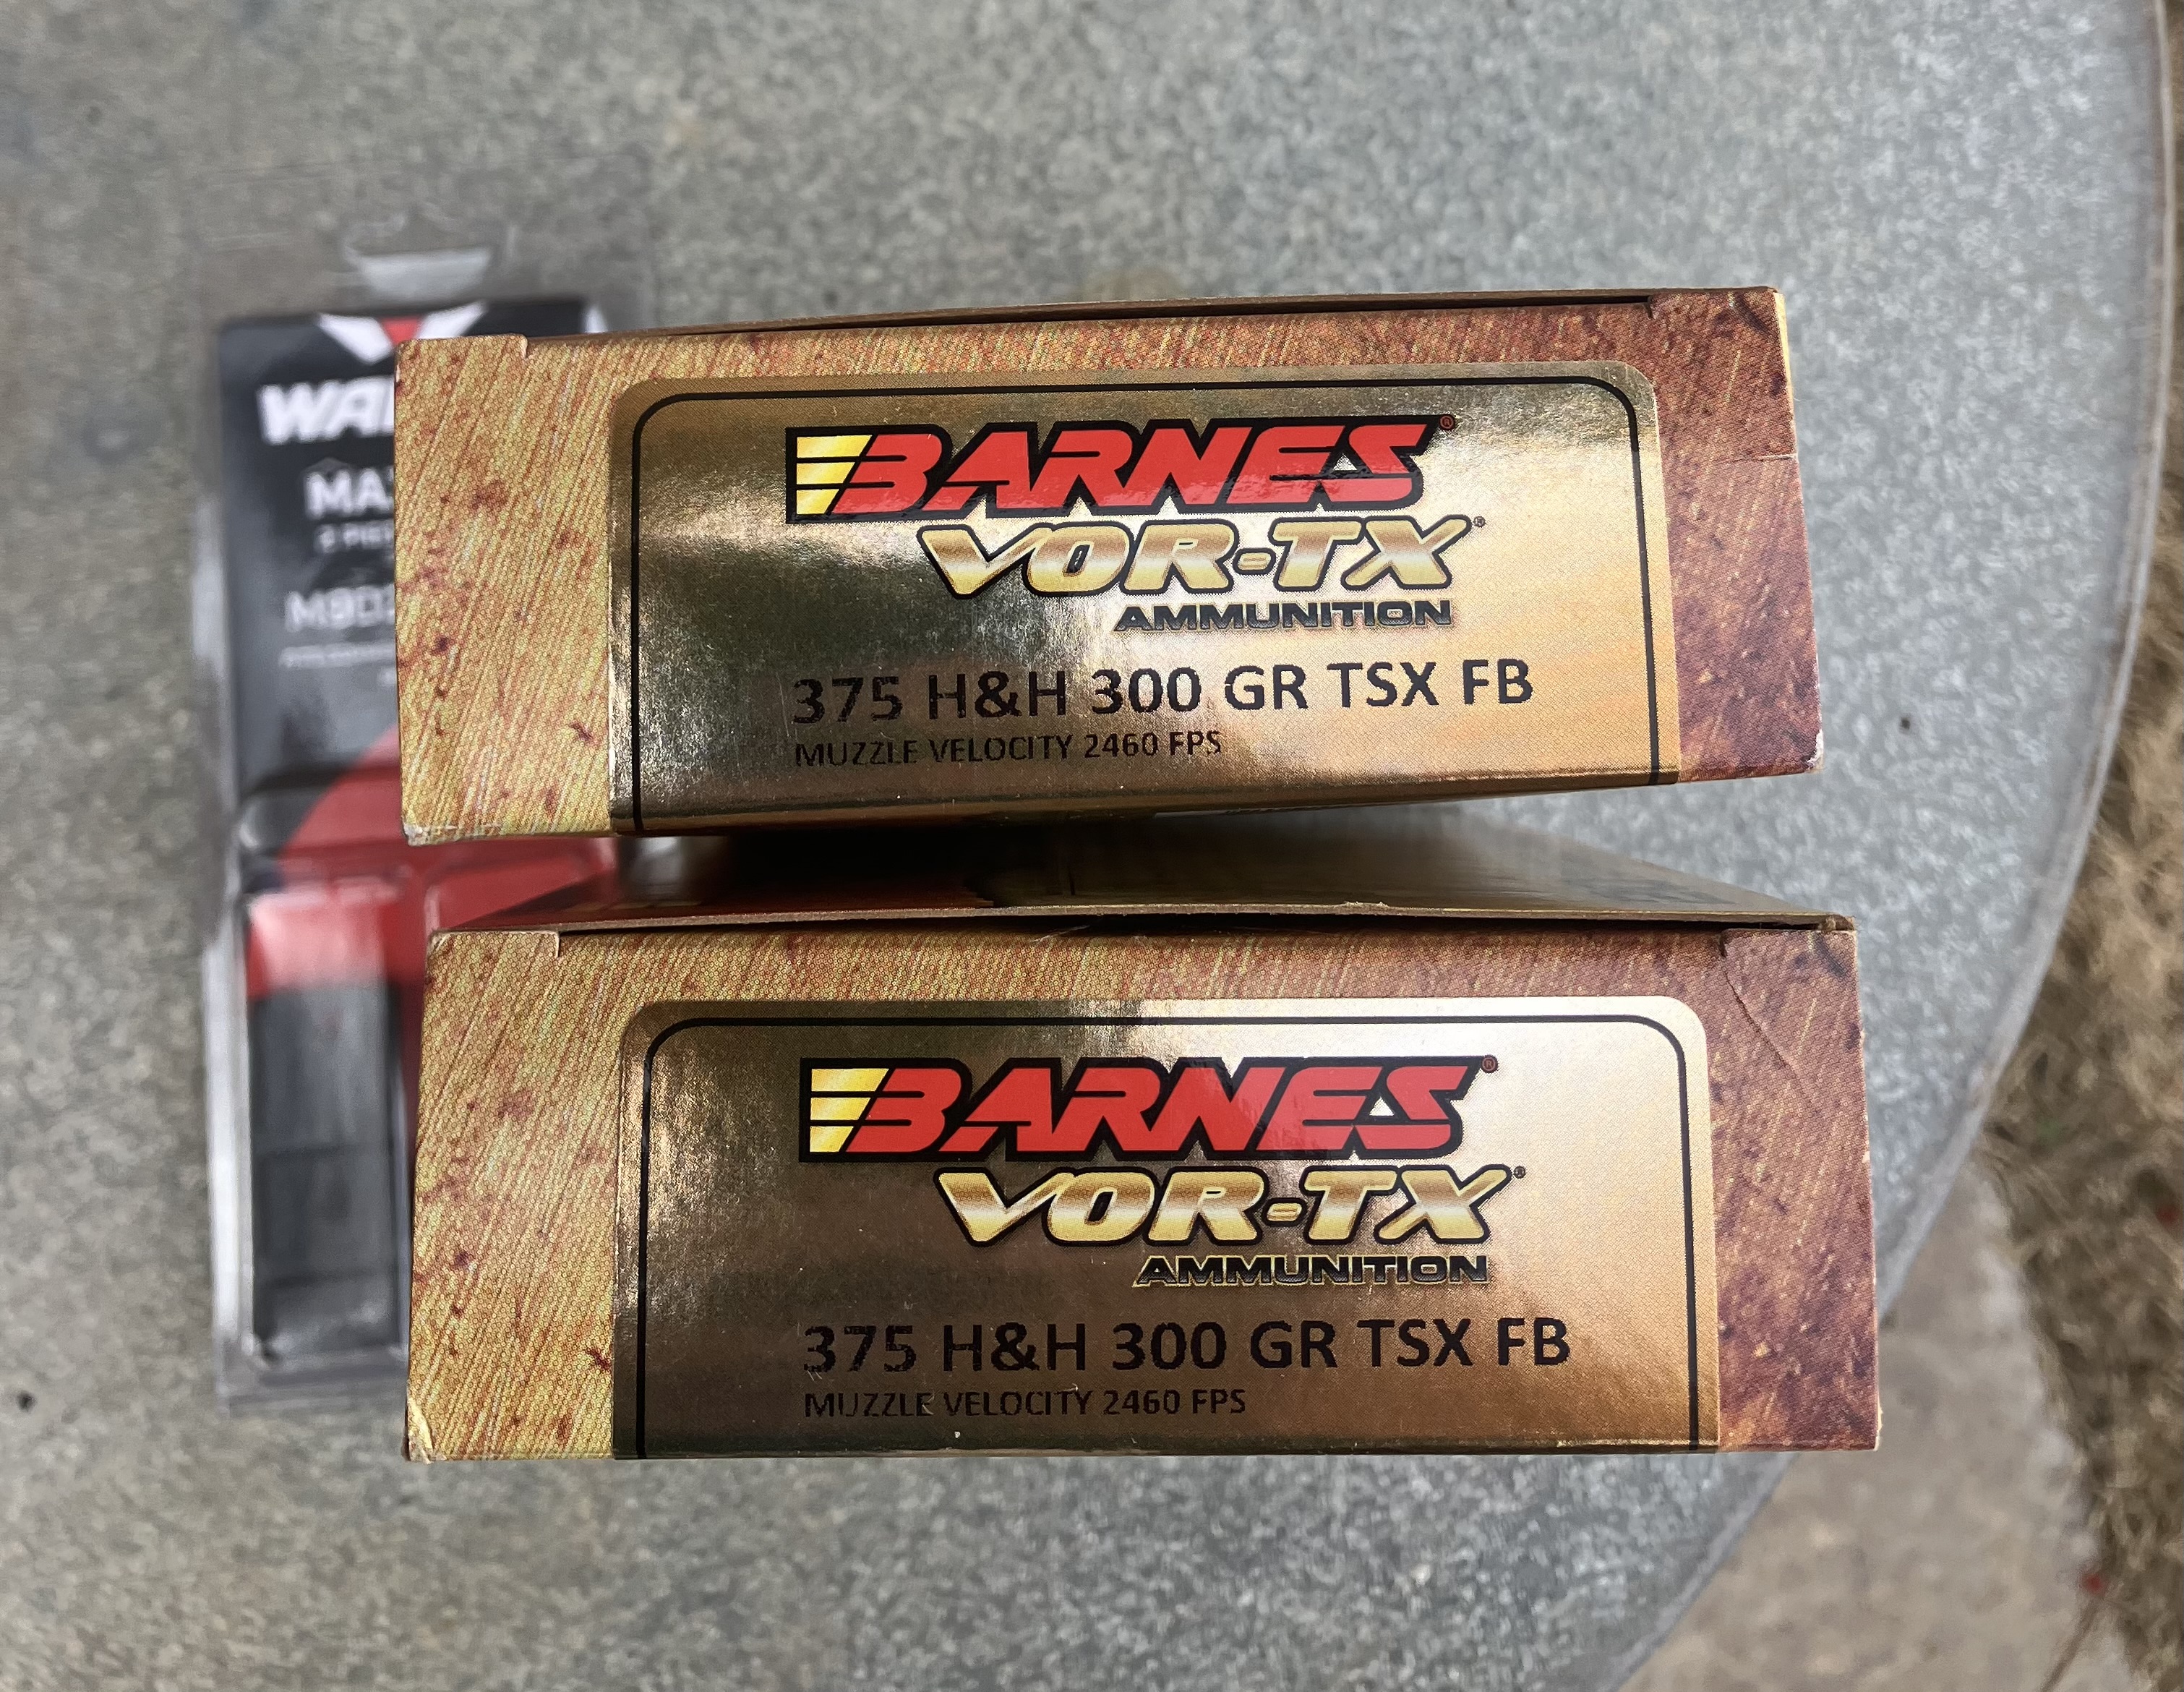 BARNES®
VOR-TX®
AMMUNITION
375 H&H 300 GR TSX FB
MUZZLE VELOCITY 2460 FPS
BARNES®
VOR-TX®
AMMUNITION
375 H&H 300 GR TSX FB
MUZZLE VELOCITY 2460 FPS